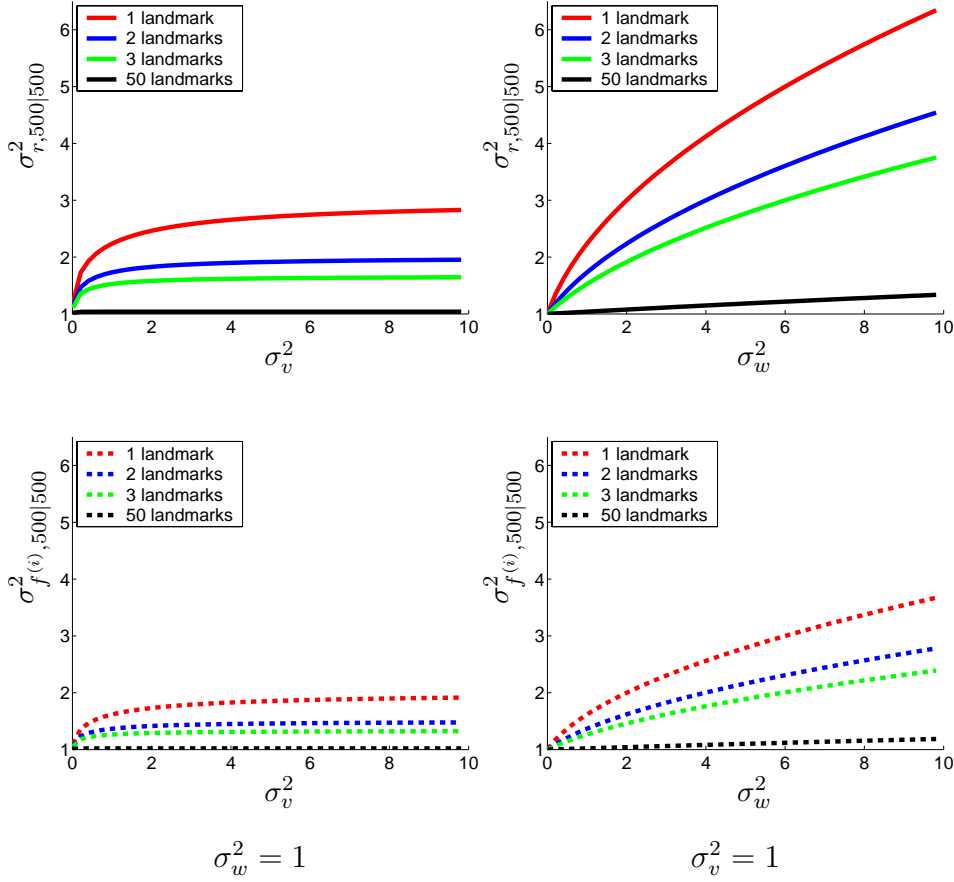 6
5
4
3
2
1
0 2 4 6 8 10
σ²_{r,500|500}
σ²_v
1 landmark
2 landmarks
3 landmarks
50 landmarks
6
5
4
3
2
1
0 2 4 6 8 10
σ²_{r,500|500}
σ²_w
1 landmark
2 landmarks
3 landmarks
50 landmarks
6
5
4
3
2
1
0 2 4 6 8 10
σ²_{f^{(i)},500|500}
σ²_v
1 landmark
2 landmarks
3 landmarks
50 landmarks
6
5
4
3
2
1
0 2 4 6 8 10
σ²_{f^{(i)},500|500}
σ²_w
1 landmark
2 landmarks
3 landmarks
50 landmarks
σ²_w = 1
σ²_v = 1